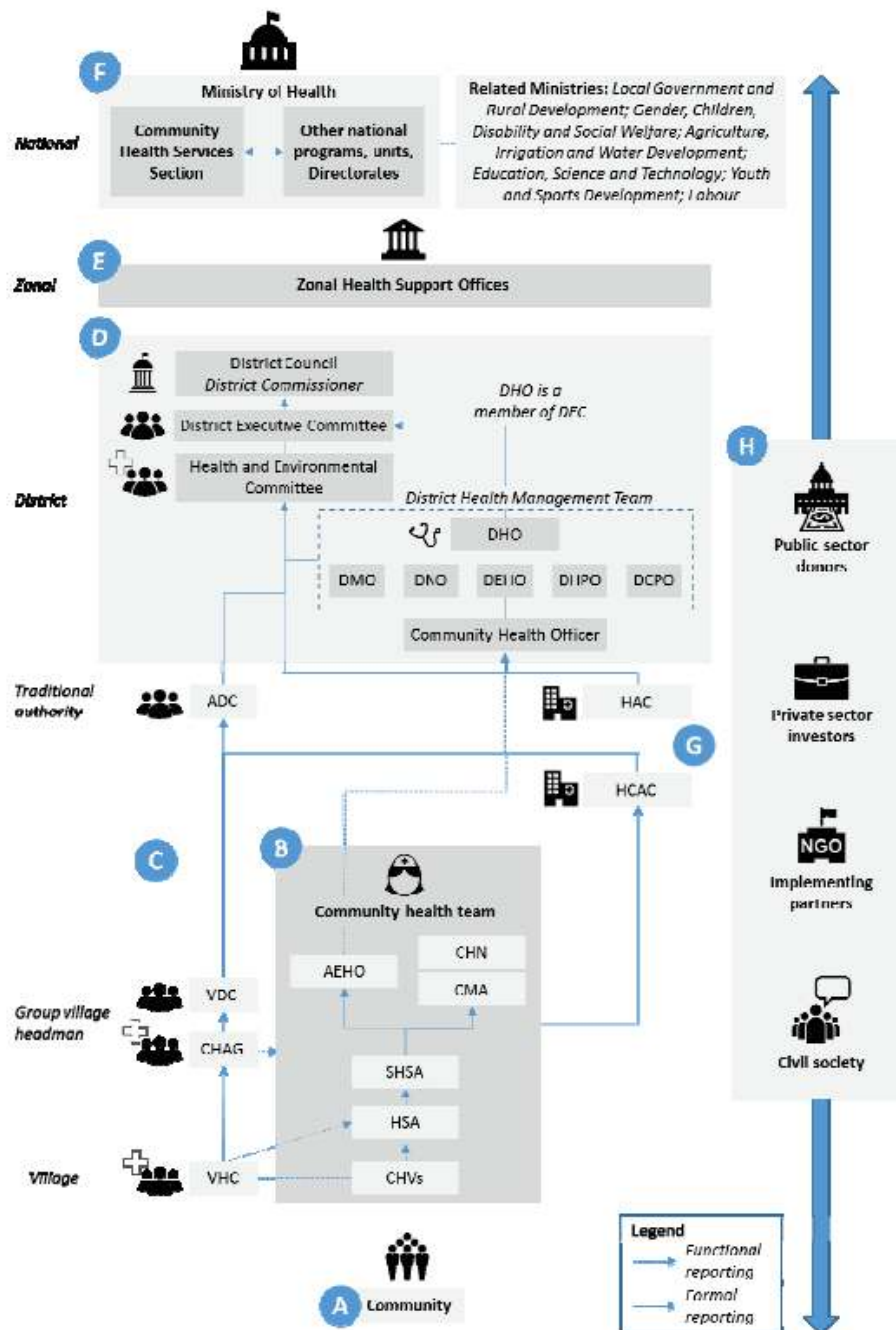 F
Ministry of Health
Community
Health Services
Section
Other national
programs, units,
Directorates
Related Ministries: Local Government and
Rural Development; Gender, Children,
Disability and Social Welfare; Agriculture,
Irrigation and Water Development;
Education, Science and Technology; Youth
and Sports Development; Labour
National
E
Zonal
Zonal Health Support Offices
D
District Council
District Commissioner
District Executive Committee
Health and Environmental
Committee
DHO is a
member of DEC
District
District Health Management Team
DHO
DMO
DNO
DEHO
DHPO
DCPO
Community Health Officer
H
Public sector
donors
Private sector
investors
NGO
Implementing
partners
Civil society
Traditional
authority
ADC
HAC
G
HCAC
C
B
Community health team
AEHO
CHN
CMA
Group village
headman
VDC
CHAG
SHSA
HSA
Village
VHC
CHVs
A
Community
Legend
Functional
reporting
Formal
reporting